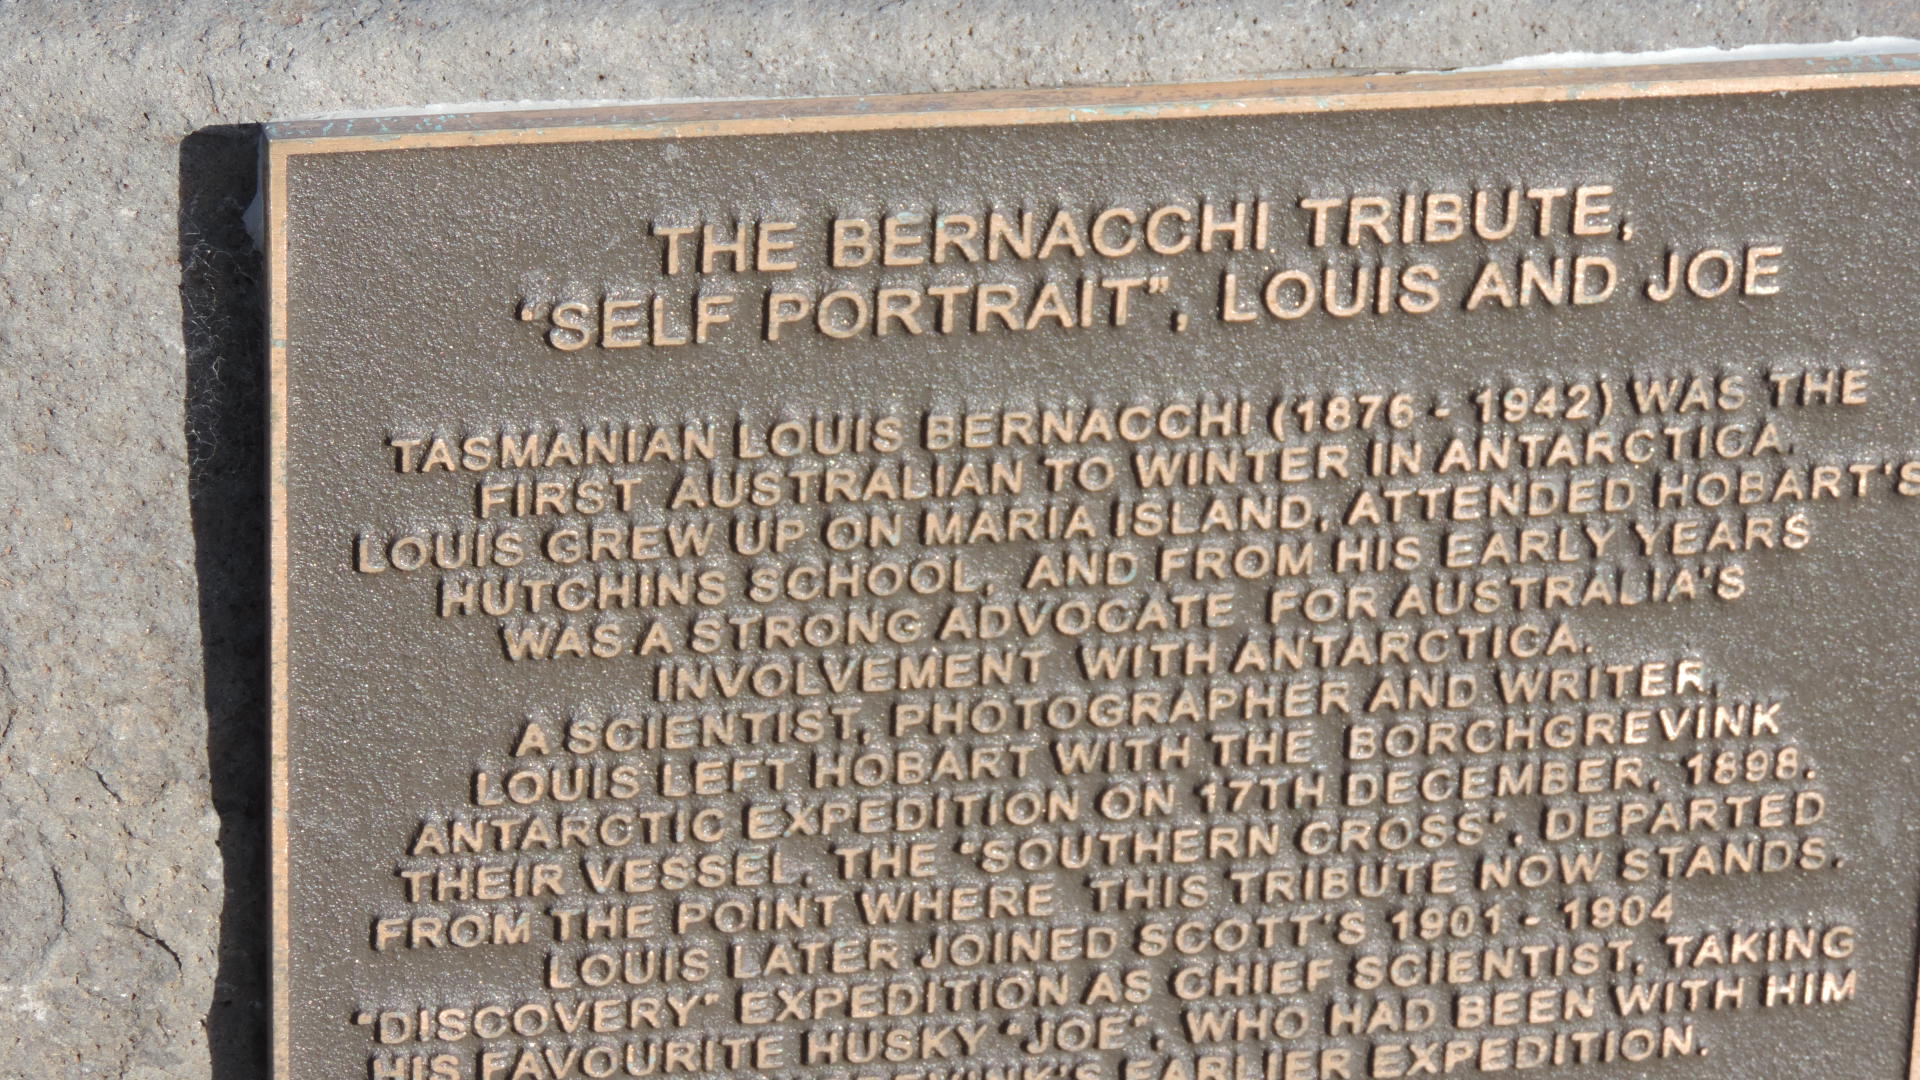 THE BERNACCHI TRIBUTE,
"SELF PORTRAIT", LOUIS AND JOE
TASMANIAN LOUIS BERNACCHI (1876 - 1942) WAS THE
FIRST AUSTRALIAN TO WINTER IN ANTARCTICA.
LOUIS GREW UP ON MARIA ISLAND, ATTENDED HOBART'S
HUTCHINS SCHOOL, AND FROM HIS EARLY YEARS
WAS A STRONG ADVOCATE FOR AUSTRALIA'S
INVOLVEMENT WITH ANTARCTICA.
A SCIENTIST, PHOTOGRAPHER AND WRITER,
LOUIS LEFT HOBART WITH THE BORCHGREVINK
ANTARCTIC EXPEDITION ON 17TH DECEMBER, 1898.
THEIR VESSEL, THE "SOUTHERN CROSS", DEPARTED
FROM THE POINT WHERE THIS TRIBUTE NOW STANDS.
LOUIS LATER JOINED SCOTT'S 1901 - 1904
"DISCOVERY" EXPEDITION AS CHIEF SCIENTIST, TAKING
HIS FAVOURITE HUSKY "JOE", WHO HAD BEEN WITH HIM
EARLIER EXPEDITION.